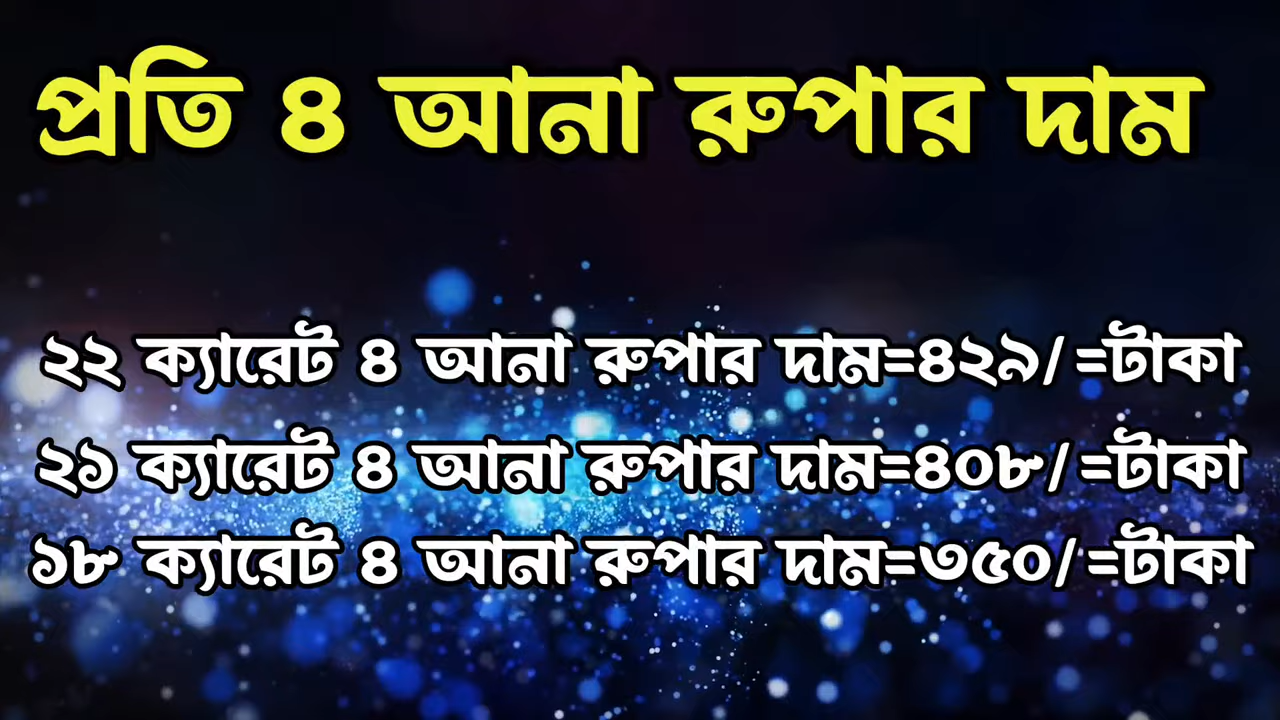 প্রতি ৪ আনা রুপার দাম
২২ ক্যারেট ৪ আনা রুপার দাম=৪২৯/=টাকা
২১ ক্যারেট ৪ আনা রুপার দাম=৪০৮/=টাকা
১৮ ক্যারেট ৪ আনা রুপার দাম=৩৫০/=টাকা